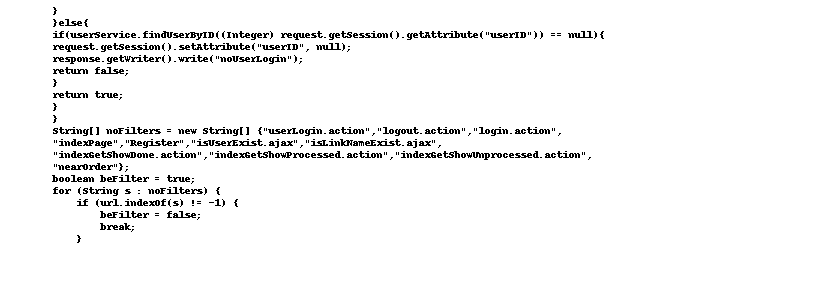 }
}else{
if(userService.findUserByID((Integer) request.getSession().getAttribute("userID")) == null){
request.getSession().setAttribute("userID", null);
response.getWriter().write("noUserLogin");
return false;
}
return true;
}
}
String[] noFilters = new String[] {"userLogin.action","logout.action","login.action",
"indexPage","Register","isUserExist.ajax","isLinkNameExist.ajax",
"indexGetShowDone.action","indexGetShowProcessed.action","indexGetShowUnprocessed.action",
"nearOrder"};
boolean beFilter = true;
for (String s : noFilters) {
    if (url.indexOf(s) != -1) {
        beFilter = false;
        break;
    }